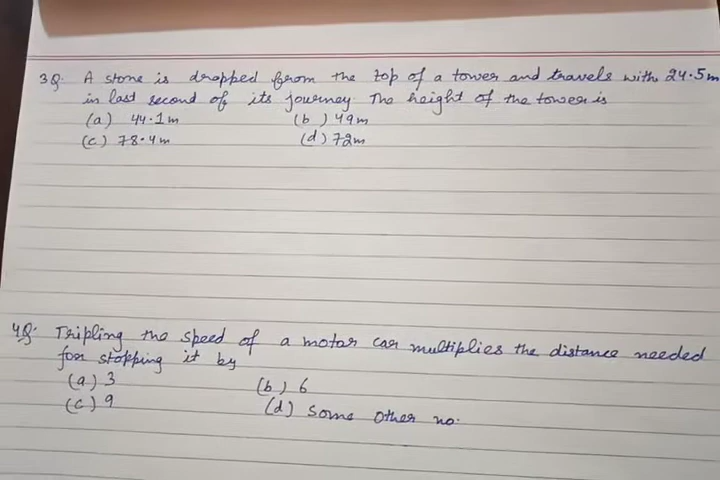 3Q. A stone is dropped from the top of a tower and travels with 24.5m
in last second of its journey. The height of the tower is
(a) 44.1m (b) 49m
(c) 78.4m (d) 72m
4Q. Tripling the speed of a motor car multiplies the distance needed
for stopping it by
(a) 3 (b) 6
(c) 9 (d) some other no.